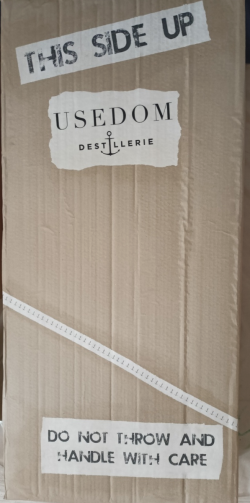 THIS SIDE UP
USEDOM
DESTILLERIE
DO NOT THROW AND
HANDLE WITH CARE